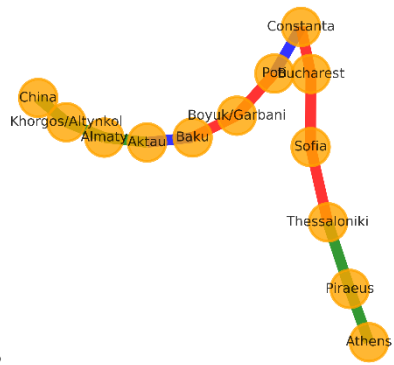 Constanta
Poti
Bucharest
China
Khorgos/Altynkol
Boyuk/Garbani
Almaty
Aktau
Baku
Sofia
Thessaloniki
Piraeus
Athens